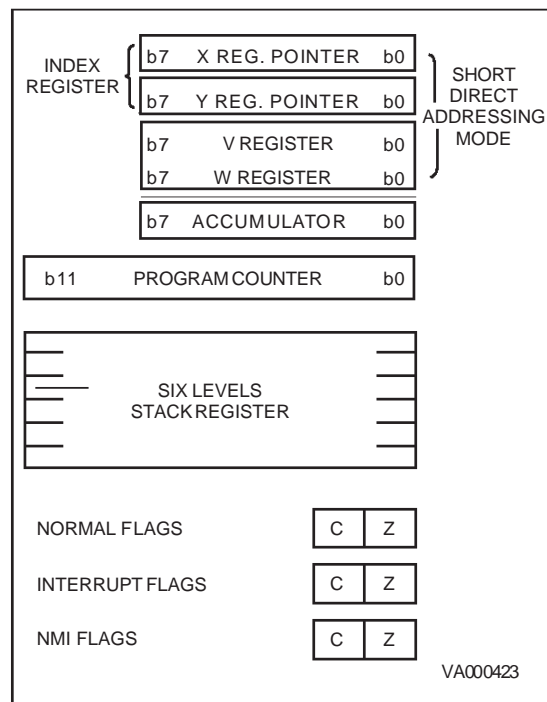 INDEX
REGISTER
b7 X REG. POINTER b0
b7 Y REG. POINTER b0
b7 V REGISTER b0
b7 W REGISTER b0
SHORT
DIRECT
ADDRESSING
MODE
b7 ACCUMULATOR b0
b11 PROGRAM COUNTER b0
SIX LEVELS
STACK REGISTER
NORMAL FLAGS C Z
INTERRUPT FLAGS C Z
NMI FLAGS C Z
VA000423